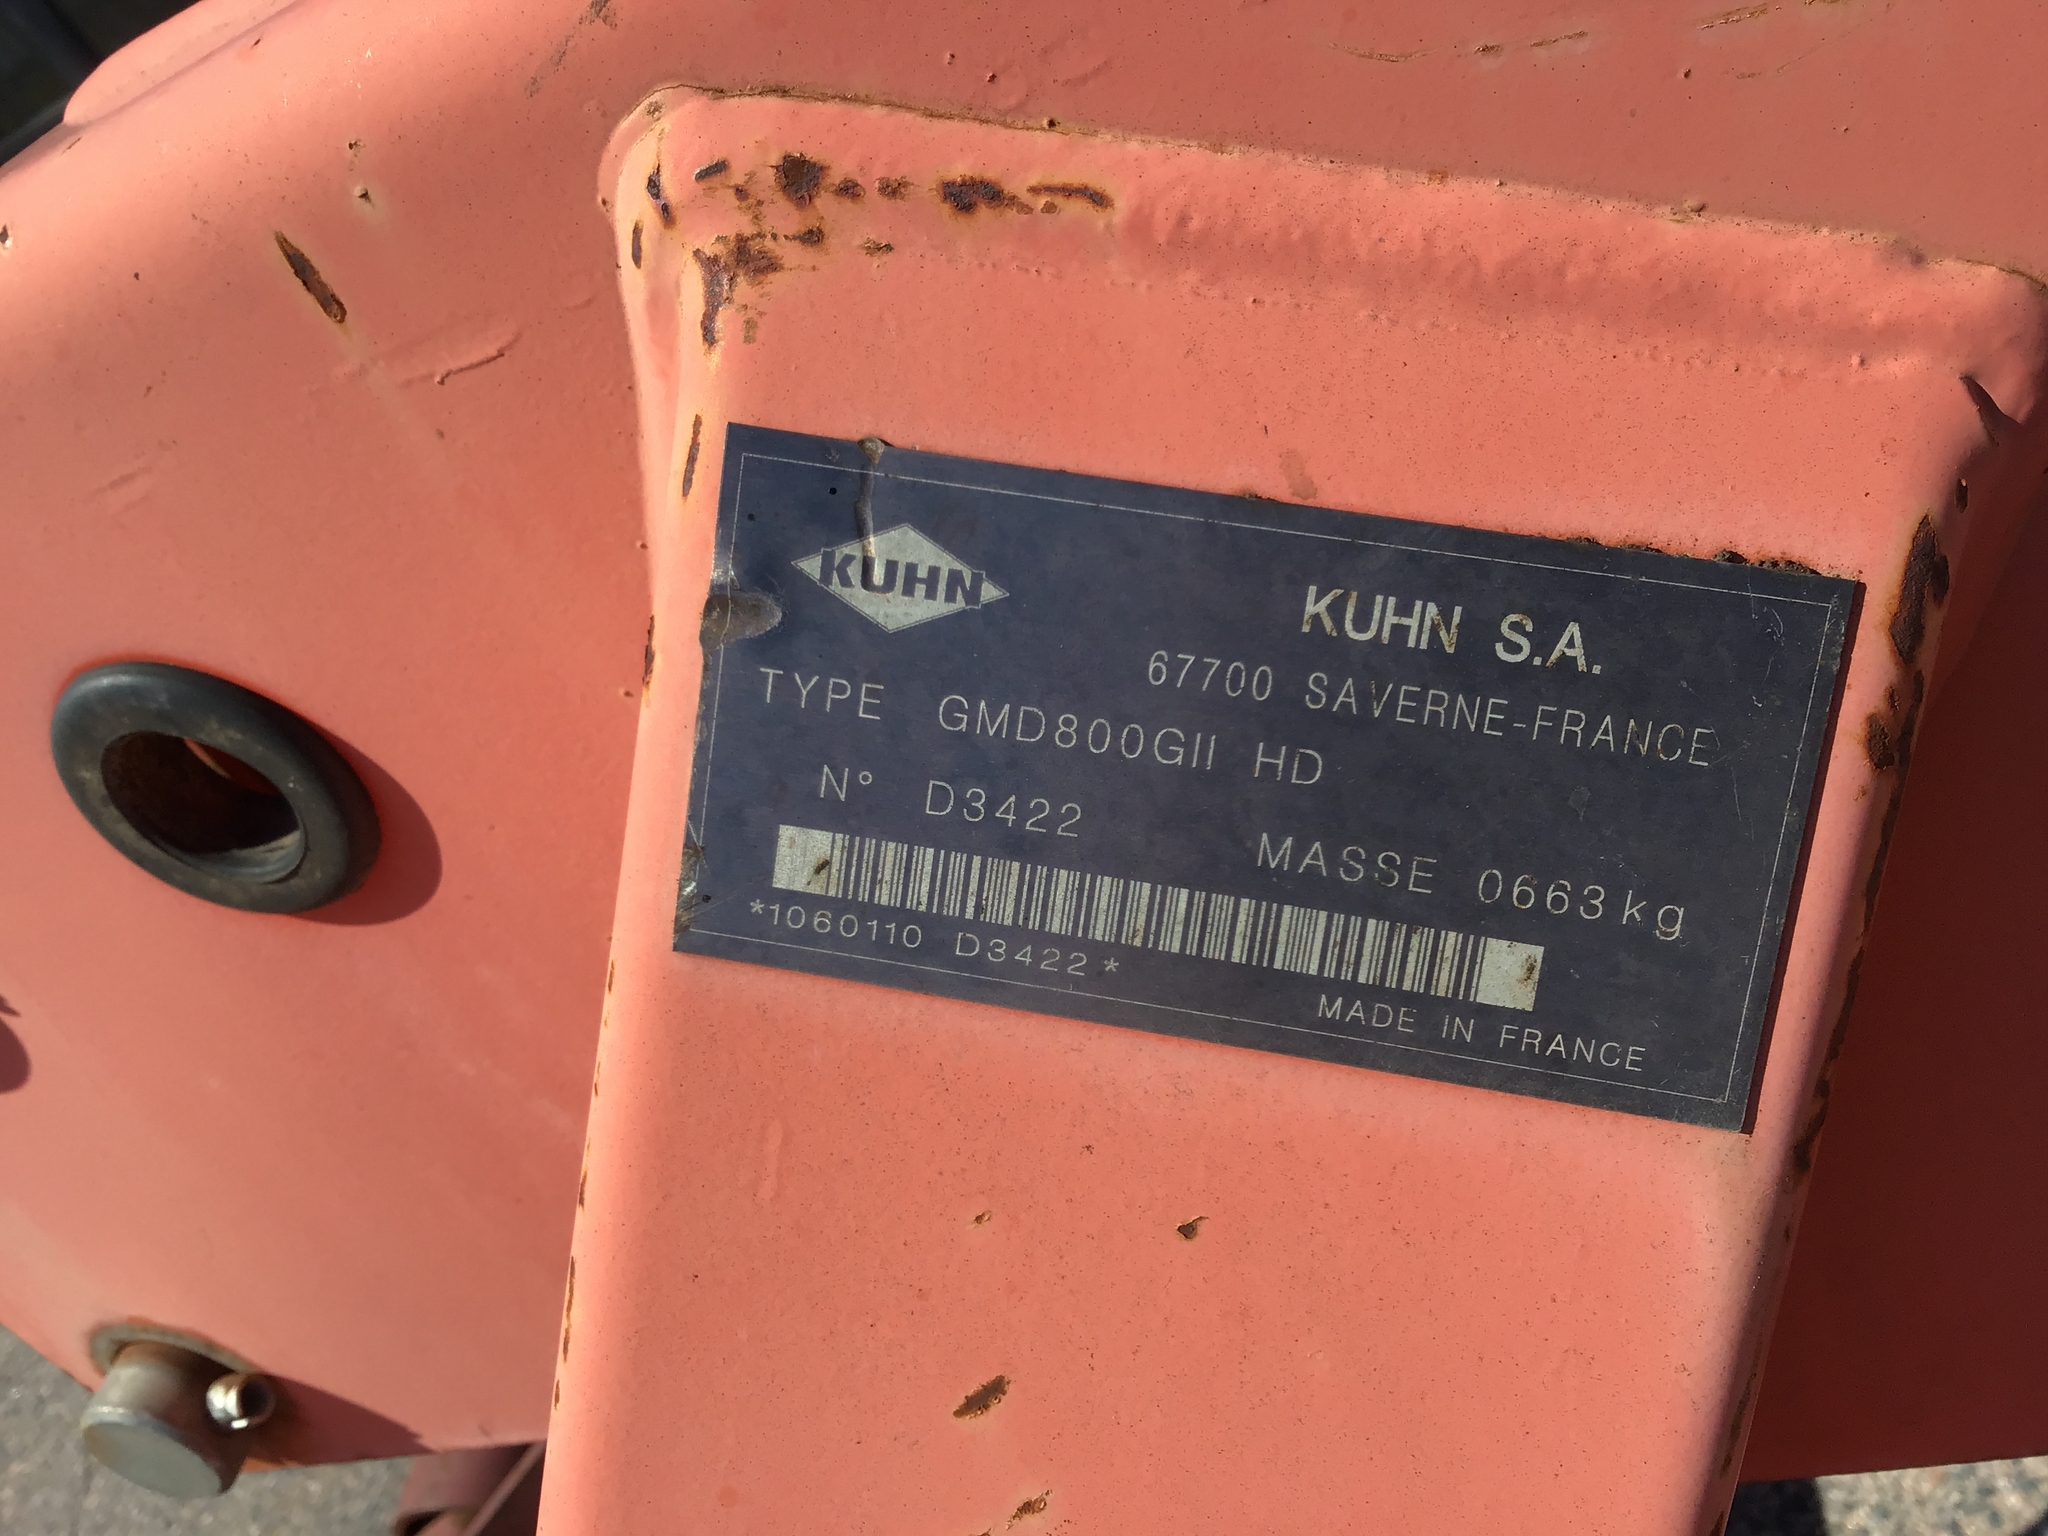 KUHN
KUHN S.A.
67700 SAVERNE-FRANCE
TYPE GMD800GII HD
N° D3422
MASSE 0663kg
*1060110 D3422*
MADE IN FRANCE